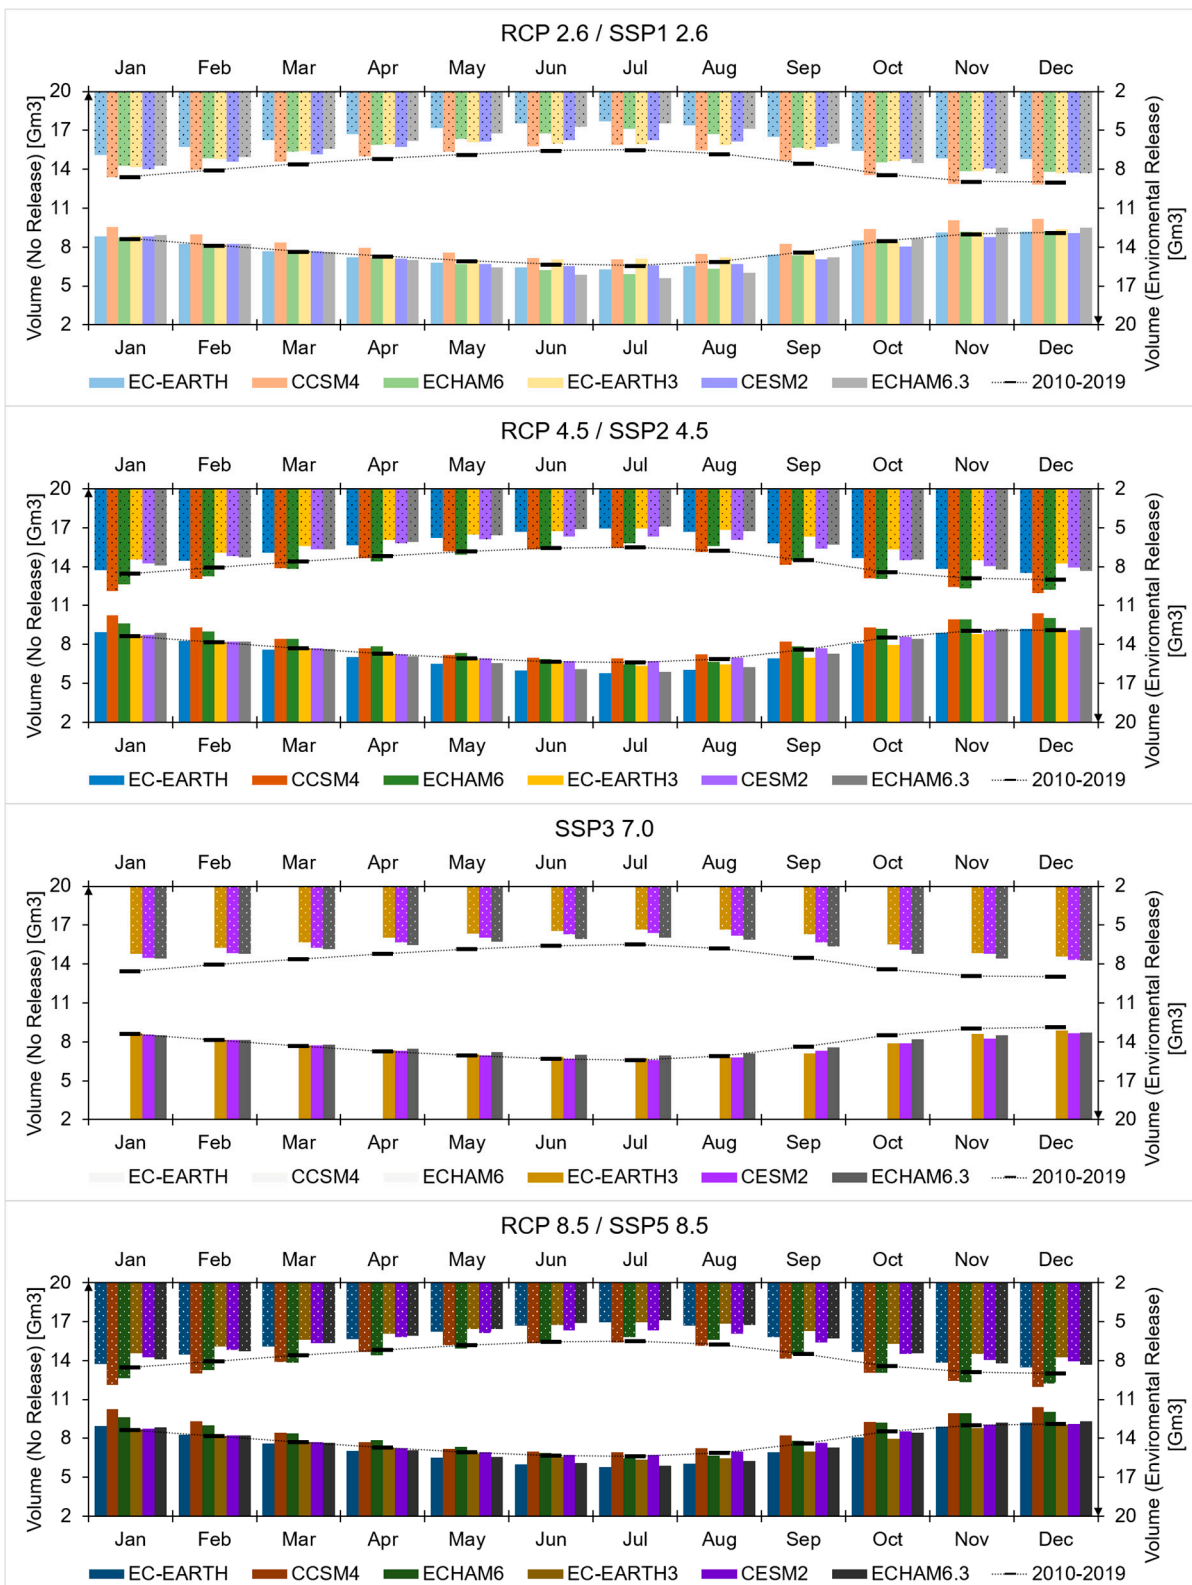 RCP 2.6 / SSP1 2.6
Jan Feb Mar Apr May Jun Jul Aug Sep Oct Nov Dec
20 2
17 5
14 8
11 11
8 14
5 17
2 20
Volume (No Release) [Gm3]
Volume (Enviromental Release)
[Gm3]
Jan Feb Mar Apr May Jun Jul Aug Sep Oct Nov Dec
EC-EARTH CCSM4 ECHAM6 EC-EARTH3 CESM2 ECHAM6.3 2010-2019
RCP 4.5 / SSP2 4.5
Jan Feb Mar Apr May Jun Jul Aug Sep Oct Nov Dec
20 2
17 5
14 8
11 11
8 14
5 17
2 20
Volume (No Release) [Gm3]
Volume (Enviromental Release)
[Gm3]
Jan Feb Mar Apr May Jun Jul Aug Sep Oct Nov Dec
EC-EARTH CCSM4 ECHAM6 EC-EARTH3 CESM2 ECHAM6.3 2010-2019
SSP3 7.0
Jan Feb Mar Apr May Jun Jul Aug Sep Oct Nov Dec
20 2
17 5
14 8
11 11
8 14
5 17
2 20
Volume (No Release) [Gm3]
Volume (Enviromental Release)
[Gm3]
Jan Feb Mar Apr May Jun Jul Aug Sep Oct Nov Dec
EC-EARTH CCSM4 ECHAM6 EC-EARTH3 CESM2 ECHAM6.3 2010-2019
RCP 8.5 / SSP5 8.5
Jan Feb Mar Apr May Jun Jul Aug Sep Oct Nov Dec
20 2
17 5
14 8
11 11
8 14
5 17
2 20
Volume (No Release) [Gm3]
Volume (Enviromental Release)
[Gm3]
Jan Feb Mar Apr May Jun Jul Aug Sep Oct Nov Dec
EC-EARTH CCSM4 ECHAM6 EC-EARTH3 CESM2 ECHAM6.3 2010-2019